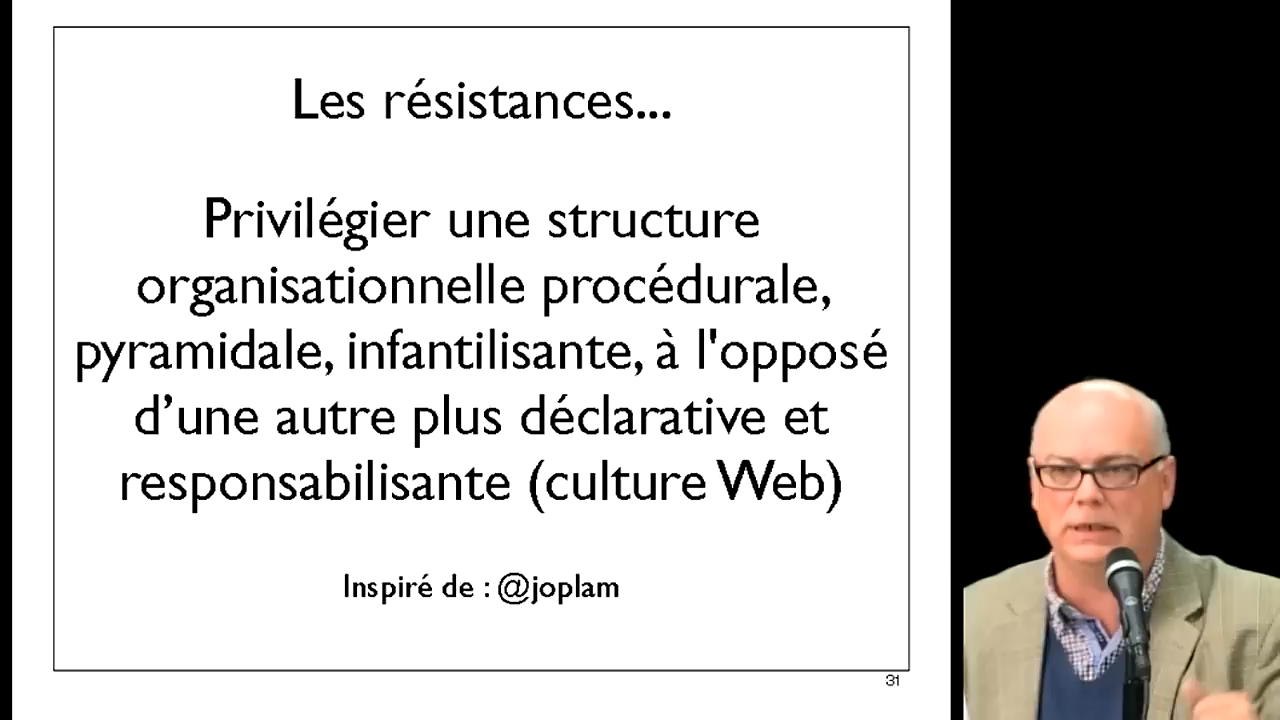 Les résistances...
Privilégier une structure
organisationnelle procédurale,
pyramidale, infantilisante, à l'opposé
d’une autre plus déclarative et
responsabilisante (culture Web)
Inspiré de : @joplam
31